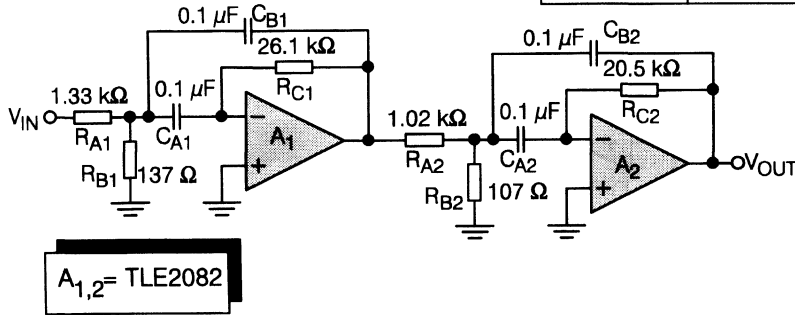 0.1 µF
C_B1
26.1 kΩ
R_C1
1.33 kΩ
0.1 µF
V_IN
R_A1
C_A1
−
+
A_1
R_B1
137 Ω
0.1 µF
C_B2
20.5 kΩ
R_C2
1.02 kΩ
0.1 µF
R_A2
C_A2
−
+
A_2
R_B2
107 Ω
V_OUT
A_1,2= TLE2082